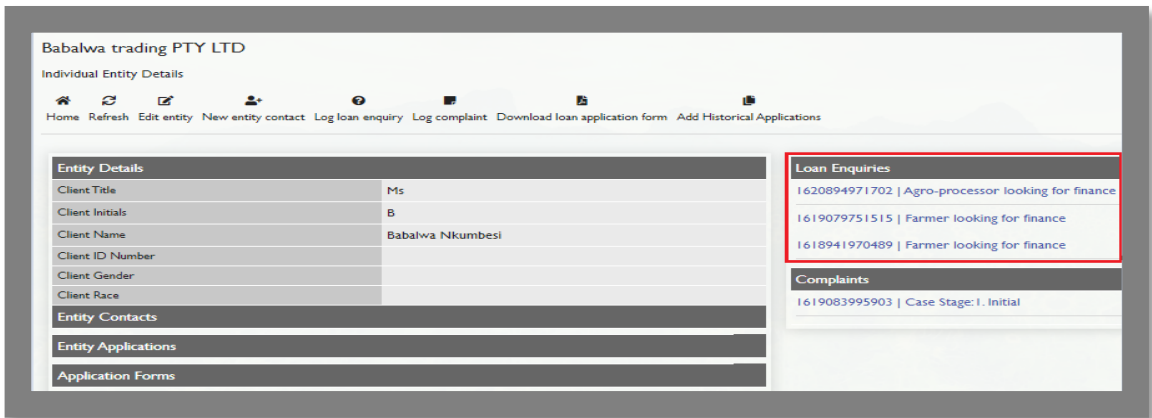 Babalwa trading PTY LTD
Individual Entity Details
Home Refresh Edit entity New entity contact Log loan enquiry Log complaint Download loan application form Add Historical Applications
Entity Details
Client Title Ms
Client Initials B
Client Name Babalwa Nkumbesi
Client ID Number
Client Gender
Client Race
Entity Contacts
Entity Applications
Application Forms
Loan Enquiries
1620894971702 | Agro-processor looking for finance
1619079751515 | Farmer looking for finance
1618941970489 | Farmer looking for finance
Complaints
1619083995903 | Case Stage:1. Initial